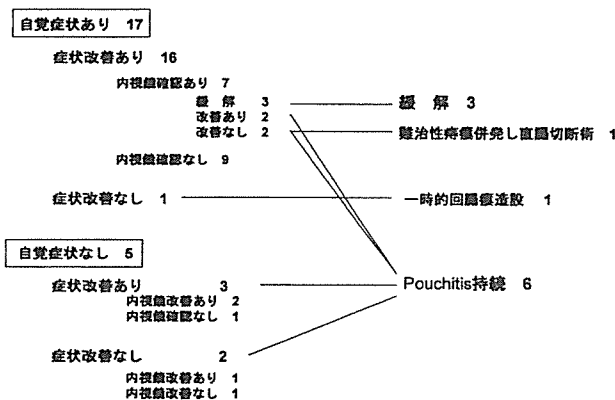 自覚症状あり 17
症状改善あり 16
内視鏡確認あり 7
緩 解 3
緩 解 3
改善あり 2
改善なし 2
難治性痔瘻併発し直腸切断術 1
内視鏡確認なし 9
症状改善なし 1
一時的回腸瘻造設 1
自覚症状なし 5
症状改善あり 3
Pouchitis持続 6
内視鏡改善あり 2
内視鏡確認なし 1
症状改善なし 2
内視鏡改善あり 1
内視鏡改善なし 1